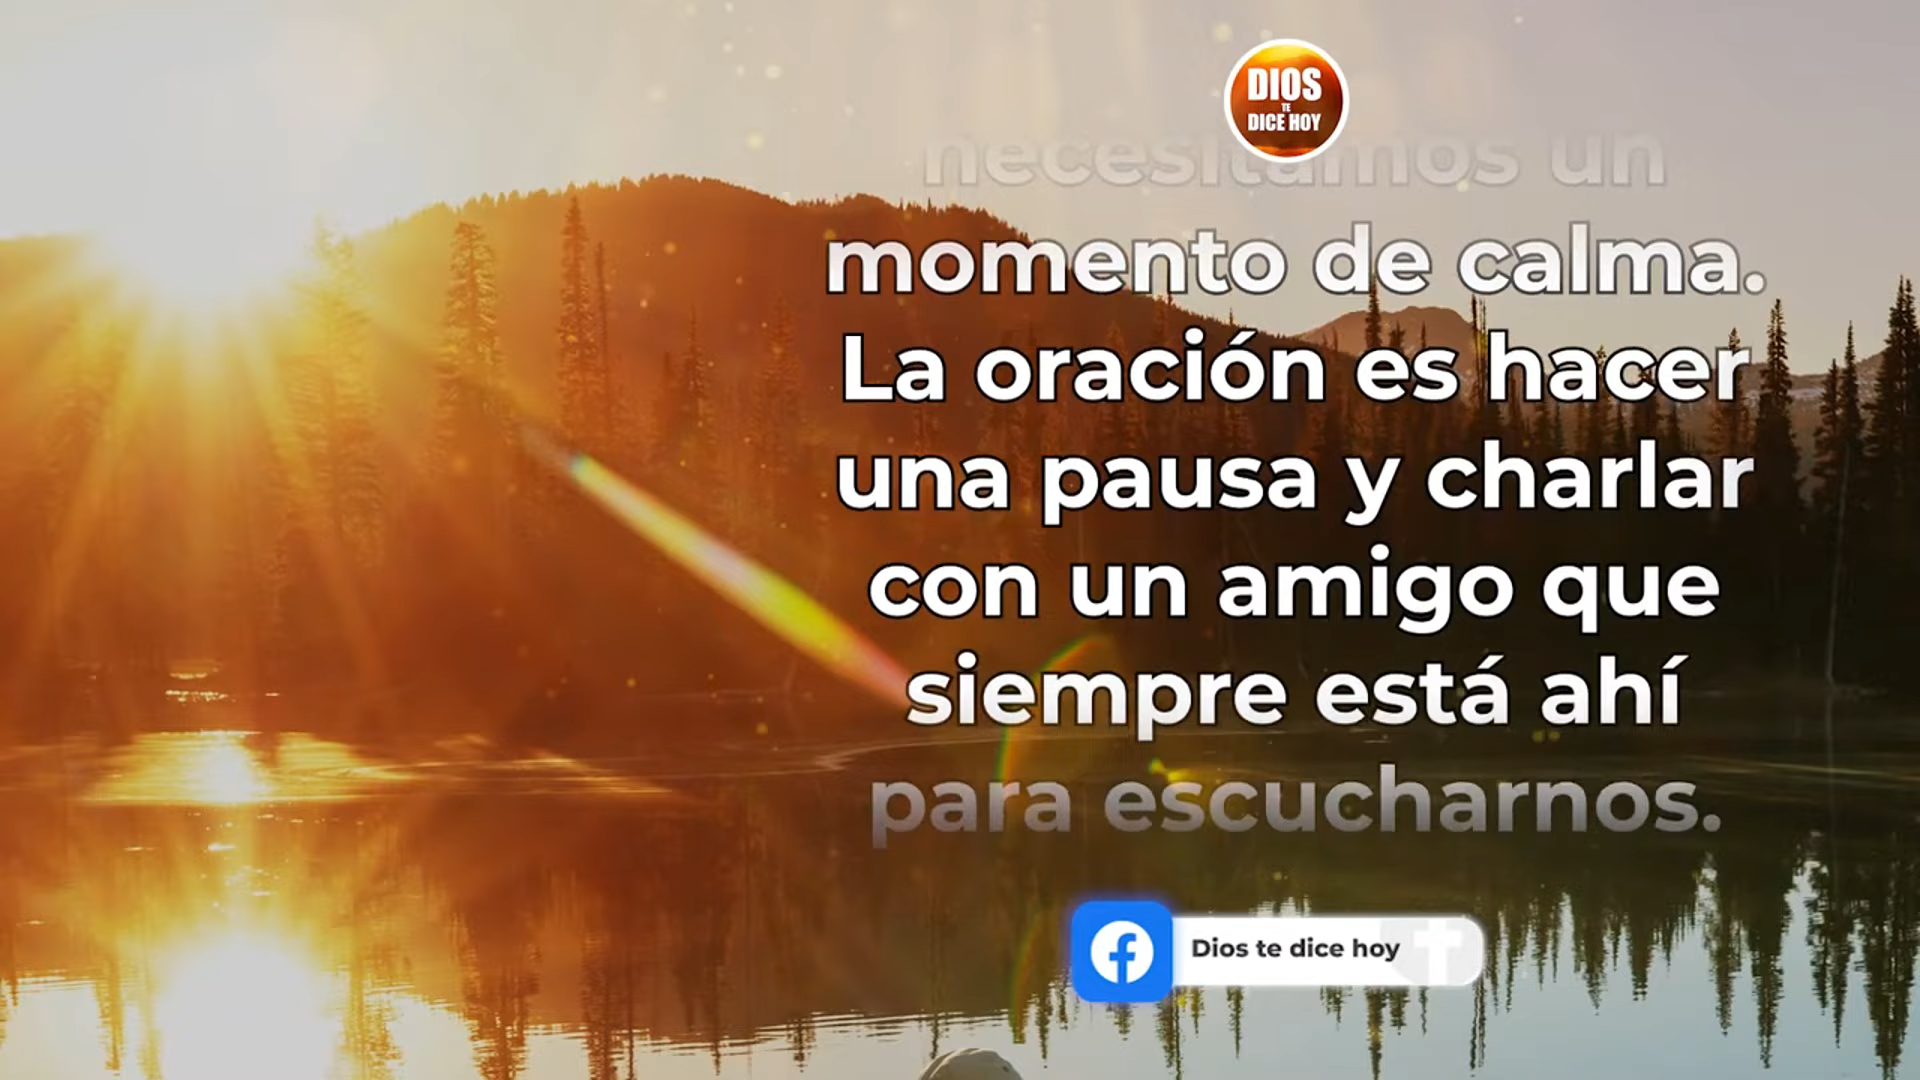 DIOS
TE
DICE HOY
necesitamos un
momento de calma.
La oración es hacer
una pausa y charlar
con un amigo que
siempre está ahí
para escucharnos.
Dios te dice hoy